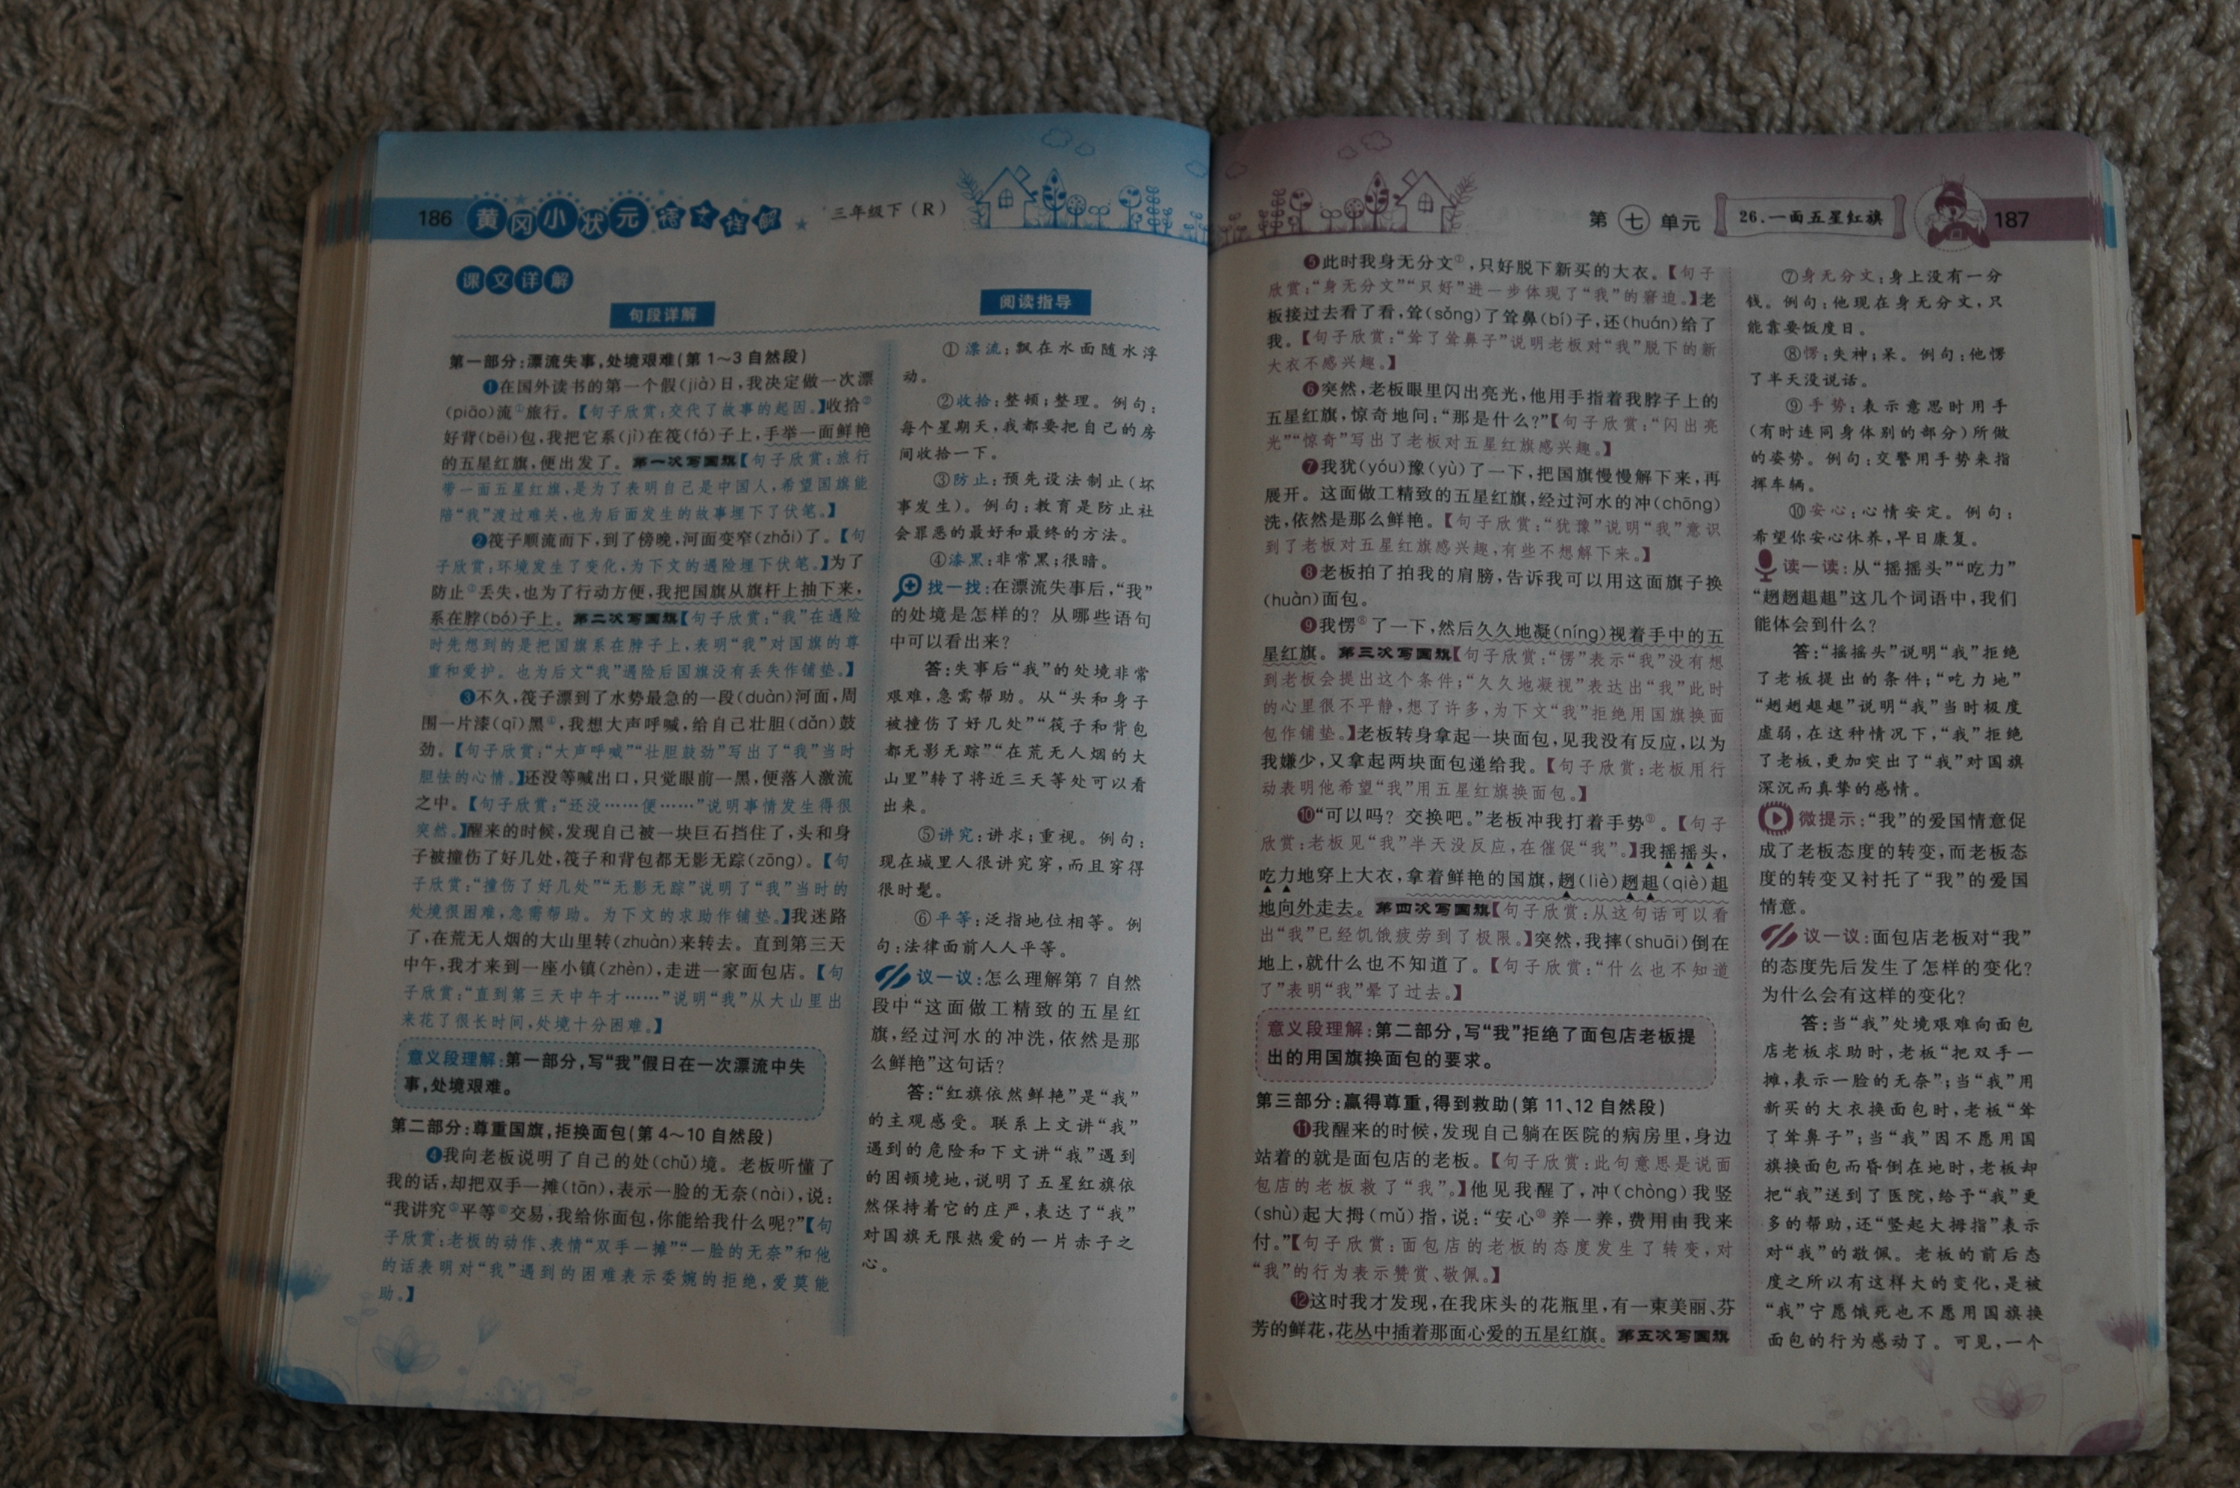 186 黄冈小状元 三年级下(R)
课文详解
句段详解
第一部分:漂流失事,处境艰难(第1~3自然段)
❶在国外读书的第一个假(jià)日,我决定做一次漂
(piāo)流①旅行。【句子欣赏:交代了故事的起因。】收拾②
好背(bēi)包,我把它系(jì)在筏(fá)子上,手举一面鲜艳
的五星红旗,便出发了。第一次写国旗【句子欣赏:旅行
带一面五星红旗,是为了表明自己是中国人,希望国旗能
陪“我”渡过难关,也为后面发生的故事埋下了伏笔。】
❷筏子顺流而下,到了傍晚,河面变窄(zhǎi)了。【句
子欣赏:环境发生了变化,为下文的遇险埋下伏笔。】为了
防止③丢失,也为了行动方便,我把国旗从旗杆上抽下来,
系在脖(bó)子上。第二次写国旗【句子欣赏:“我”在遇险
时先想到的是把国旗系在脖子上,表明“我”对国旗的尊
重和爱护。也为后文“我”遇险后国旗没有丢失作铺垫。】
❸不久,筏子漂到了水势最急的一段(duàn)河面,周
围一片漆(qī)黑④,我想大声呼喊,给自己壮胆(dǎn)鼓
劲。【句子欣赏:“大声呼喊”“壮胆鼓劲”写出了“我”当时
胆怯的心情。】还没等喊出口,只觉眼前一黑,便落入激流
之中。【句子欣赏:“还没……便……”说明事情发生得很
突然。】醒来的时候发现自己被一块巨石挡住了,头和身
子被撞伤了好几处,筏子和背包都无影无踪(zōng)。【句
子欣赏:“撞伤了好几处”“无影无踪”说明了“我”当时的
处境很困难,急需帮助。为下文的求助作铺垫。】我迷路
了,在荒无人烟的大山里转(zhuàn)来转去。直到第三天
中午,我才来到一座小镇(zhèn),走进一家面包店。【句
子欣赏:“直到第三天中午才……”说明“我”从大山里出
来花了很长时间,处境十分困难。】
意义段理解:第一部分,写“我”假日在一次漂流中失
事,处境艰难。
第二部分:尊重国旗,拒换面包(第4~10自然段)
❹我向老板说明了自己的处(chǔ)境。老板听懂了
我的话,却把双手一摊(tān),表示一脸的无奈(nài),说:
“我讲究⑤平等⑥交易,我给你面包,你能给我什么呢?”【句
子欣赏:老板的动作、表情“双手一摊”“一脸的无奈”和他
的话表明对“我”遇到的困难表示委婉的拒绝,爱莫能
助。】
阅读指导
①漂流:飘在水面随水浮
动。
②收拾:整顿;整理。例句:
每个星期天,我都要把自己的房
间收拾一下。
③防止:预先设法制止(坏
事发生)。例句:教育是防止社
会罪恶的最好和最终的方法。
④漆黑:非常黑;很暗。
找一找:在漂流失事后,“我”
的处境是怎样的?从哪些语句
中可以看出来?
答:失事后“我”的处境非常
艰难,急需帮助。从“头和身子
被撞伤了好几处”“筏子和背包
都无影无踪”“在荒无人烟的大
山里”转了将近三天等处可以看
出来。
⑤讲究:讲求;重视。例句:
现在城里人很讲究穿,而且穿得
很时髦。
⑥平等:泛指地位相等。例
句:法律面前人人平等。
议一议:怎么理解第7自然
段中“这面做工精致的五星红
旗,经过河水的冲洗,依然是那
么鲜艳”这句话?
答:“红旗依然鲜艳”是“我”
的主观感受。联系上文讲“我”
遇到的危险和下文讲“我”遇到
的困顿境地,说明了五星红旗依
然保持着它的庄严,表达了“我”
对国旗无限热爱的一片赤子之
心。
第七单元 26.一面五星红旗 187
❺此时我身无分文⑦,只好脱下新买的大衣。【句子
欣赏:“身无分文”“只好”进一步体现了“我”的窘迫。】老
板接过去看了看,耸(sǒng)了耸鼻(bí)子,还(huán)给了
我。【句子欣赏:“耸了耸鼻子”说明老板对“我”脱下的新
大衣不感兴趣。】
❻突然,老板眼里闪出亮光,他用手指着我脖子上的
五星红旗,惊奇地问:“那是什么?”【句子欣赏:“闪出亮
光”“惊奇”写出了老板对五星红旗感兴趣。】
❼我犹(yóu)豫(yù)了一下,把国旗慢慢解下来,再
展开。这面做工精致的五星红旗,经过河水的冲(chōng)
洗,依然是那么鲜艳。【句子欣赏:“犹豫”说明“我”意识
到了老板对五星红旗感兴趣,有些不想解下来。】
❽老板拍了拍我的肩膀,告诉我可以用这面旗子换
(huàn)面包。
❾我愣⑧了一下,然后久久地凝(níng)视着手中的五
星红旗。第三次写国旗【句子欣赏:“愣”表示“我”没有想
到老板会提出这个条件;“久久地凝视”表达出“我”此时
的心里很不平静,想了许多,为下文“我”拒绝用国旗换面
包作铺垫。】老板转身拿起一块面包,见我没有反应,以为
我嫌少,又拿起两块面包递给我。【句子欣赏:老板用行
动表明他希望“我”用五星红旗换面包。】
❿“可以吗?交换吧。”老板冲我打着手势⑨。【句子
欣赏:老板见“我”半天没反应,在催促“我”。】我摇摇头,
吃力地穿上大衣,拿着鲜艳的国旗,趔(liè)趔趄(qiè)趄
地向外走去。第四次写国旗【句子欣赏:从这句话可以看
出“我”已经饥饿疲劳到了极限。】突然,我摔(shuāi)倒在
地上,就什么也不知道了。【句子欣赏:“什么也不知道
了”表明“我”晕了过去。】
意义段理解:第二部分,写“我”拒绝了面包店老板提
出的用国旗换面包的要求。
第三部分:赢得尊重,得到救助(第11、12自然段)
⓫我醒来的时候,发现自己躺在医院的病房里,身边
站着的就是面包店的老板。【句子欣赏:此句意思是说面
包店的老板救了“我”。】他见我醒了,冲(chòng)我竖
(shù)起大拇(mǔ)指,说:“安心⑩养一养,费用由我来
付。”【句子欣赏:面包店的老板的态度发生了转变,对
“我”的行为表示赞赏、敬佩。】
⓬这时我才发现,在我床头的花瓶里,有一束美丽、芬
芳的鲜花,花丛中插着那面心爱的五星红旗。第五次写国旗
⑦身无分文:身上没有一分
钱。例句:他现在身无分文,只
能靠要饭度日。
⑧愣:失神;呆。例句:他愣
了半天没说话。
⑨手势:表示意思时用手
(有时连同身体别的部分)所做
的姿势。例句:交警用手势来指
挥车辆。
⑩安心:心情安定。例句:
希望你安心休养,早日康复。
读一读:从“摇摇头”“吃力”
“趔趔趄趄”这几个词语中,我们
能体会到什么?
答:“摇摇头”说明“我”拒绝
了老板提出的条件;“吃力地”
“趔趔趄趄”说明“我”当时极度
虚弱,在这种情况下,“我”拒绝
了老板,更加突出了“我”对国旗
深沉而真挚的感情。
微提示:“我”的爱国情意促
成了老板态度的转变,而老板态
度的转变又衬托了“我”的爱国
情意。
议一议:面包店老板对“我”
的态度先后发生了怎样的变化?
为什么会有这样的变化?
答:当“我”处境艰难向面包
店老板求助时,老板“把双手一
摊,表示一脸的无奈”;当“我”用
新买的大衣换面包时,老板“耸
了耸鼻子”;当“我”因不愿用国
旗换面包而昏倒在地时,老板却
把“我”送到了医院,给予“我”更
多的帮助,还“竖起大拇指”表示
对“我”的敬佩。老板的前后态
度之所以有这样大的变化,是被
“我”宁愿饿死也不愿用国旗换
面包的行为感动了。可见,一个